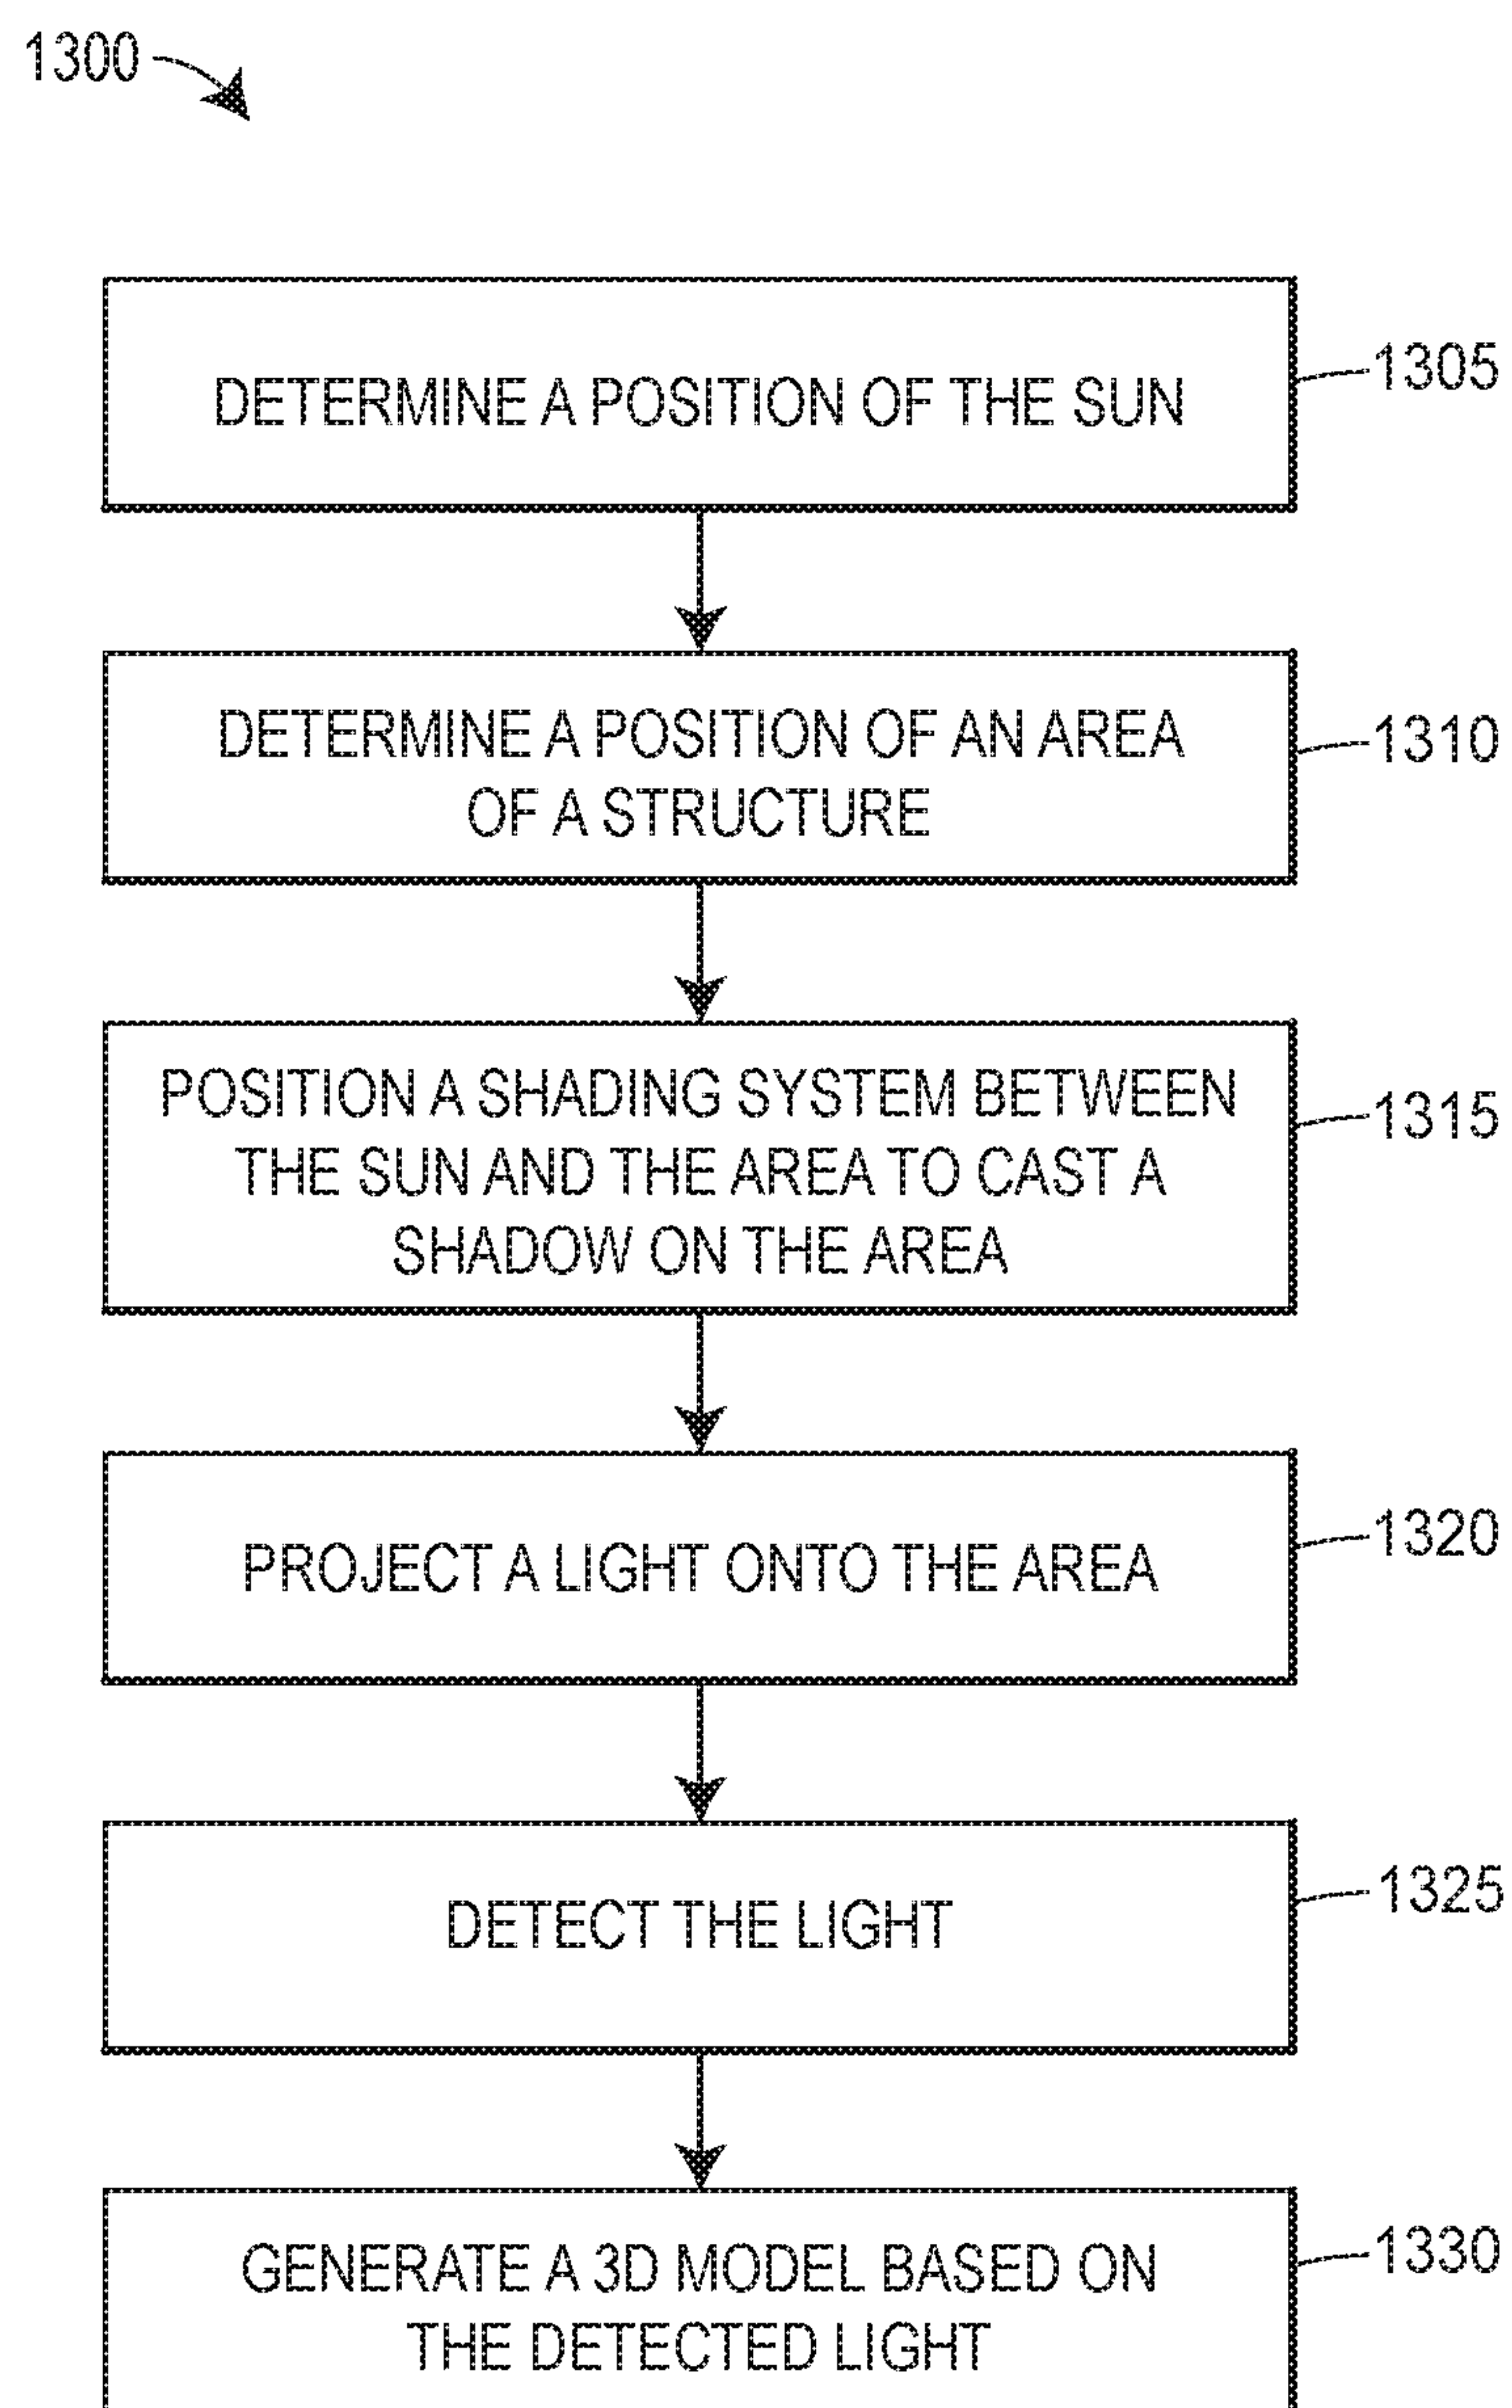 1300
DETERMINE A POSITION OF THE SUN
1305
DETERMINE A POSITION OF AN AREA
OF A STRUCTURE
1310
POSITION A SHADING SYSTEM BETWEEN
THE SUN AND THE AREA TO CAST A
SHADOW ON THE AREA
1315
PROJECT A LIGHT ONTO THE AREA
1320
DETECT THE LIGHT
1325
GENERATE A 3D MODEL BASED ON
THE DETECTED LIGHT
1330